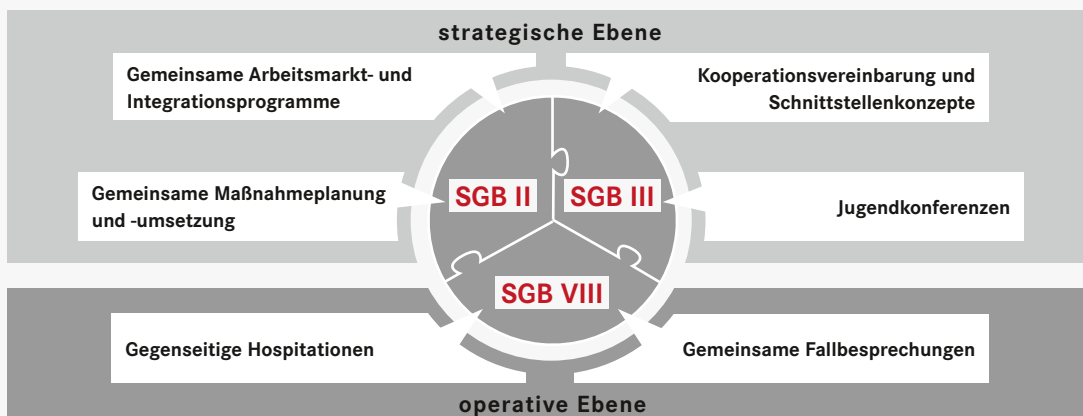 strategische Ebene
Gemeinsame Arbeitsmarkt- und
Integrationsprogramme
Kooperationsvereinbarung und
Schnittstellenkonzepte
Gemeinsame Maßnahmeplanung
und -umsetzung
SGB II
SGB III
Jugendkonferenzen
SGB VIII
Gegenseitige Hospitationen
Gemeinsame Fallbesprechungen
operative Ebene